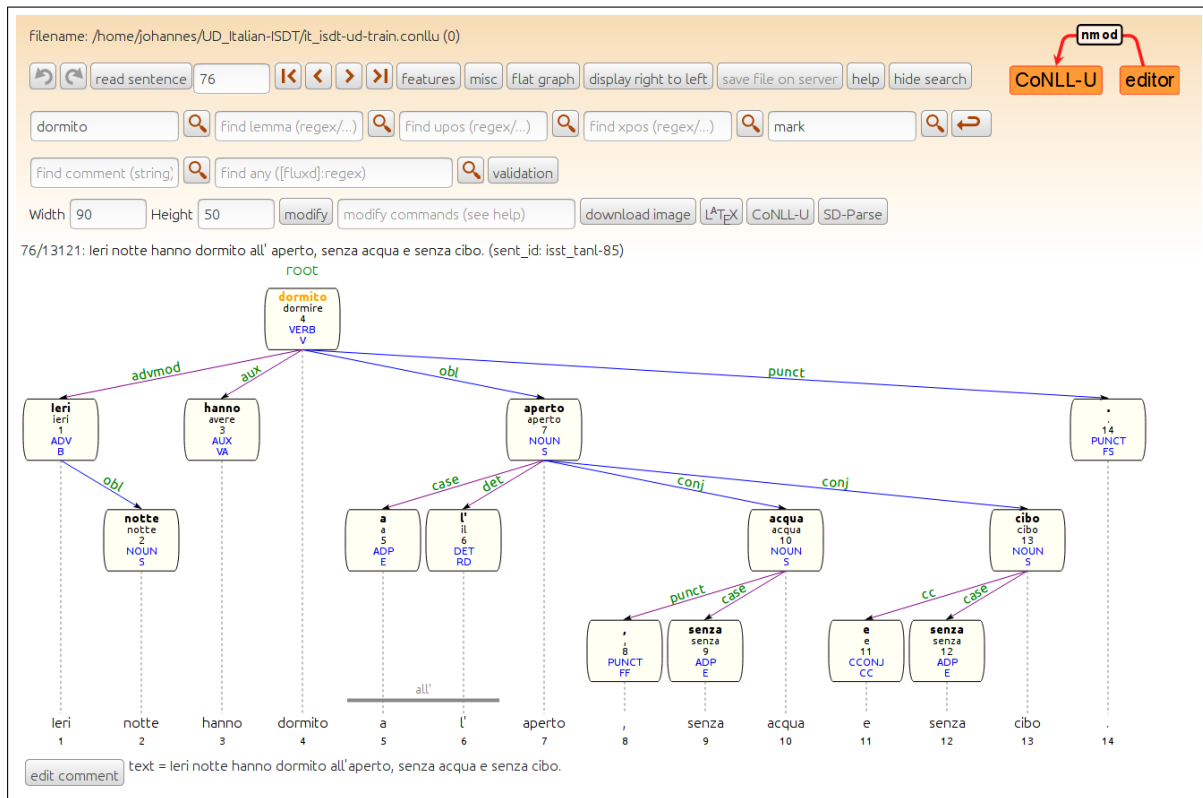 filename: /home/johannes/UD_Italian-ISDT/it_isdt-ud-train.conllu (0)
nmod
CoNLL-U editor
read sentence 76 features misc flat graph display right to left save file on server help hide search
dormito find lemma (regex/...) find upos (regex/...) find xpos (regex/...) mark
find comment (string) find any ([fluxd]:regex) validation
Width 90 Height 50 modify modify commands (see help) download image LATEX CoNLL-U SD-Parse
76/13121: Ieri notte hanno dormito all' aperto, senza acqua e senza cibo. (sent_id: isst_tanl-85)
root
dormito
dormire
4
VERB
V
advmod aux obl punct
Ieri hanno aperto .
ieri avere aperto .
1 3 7 14
ADV AUX NOUN PUNCT
B VA S FS
obl case det conj conj
notte a l' acqua cibo
notte a il acqua cibo
2 5 6 10 13
NOUN ADP DET NOUN NOUN
S E RD S S
punct case cc case
, senza e senza
, senza e senza
8 9 11 12
PUNCT ADP CCONJ ADP
FF E CC E
all'
Ieri notte hanno dormito a l' aperto , senza acqua e senza cibo .
1 2 3 4 5 6 7 8 9 10 11 12 13 14
edit comment text = Ieri notte hanno dormito all'aperto, senza acqua e senza cibo.